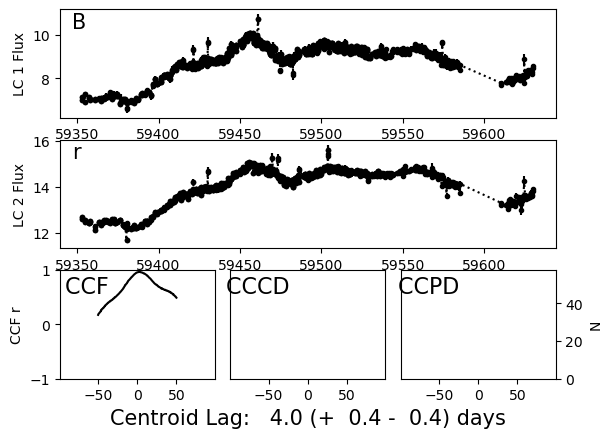 B
LC 1 Flux
10
8
59350 59400 59450 59500 59550 59600
r
LC 2 Flux
16
14
12
59350 59400 59450 59500 59550 59600
CCF CCCD CCPD
CCF r
1
0
−1
40
20
0
N
−50 0 50 −50 0 50 −50 0 50
Centroid Lag: 4.0 (+ 0.4 - 0.4) days